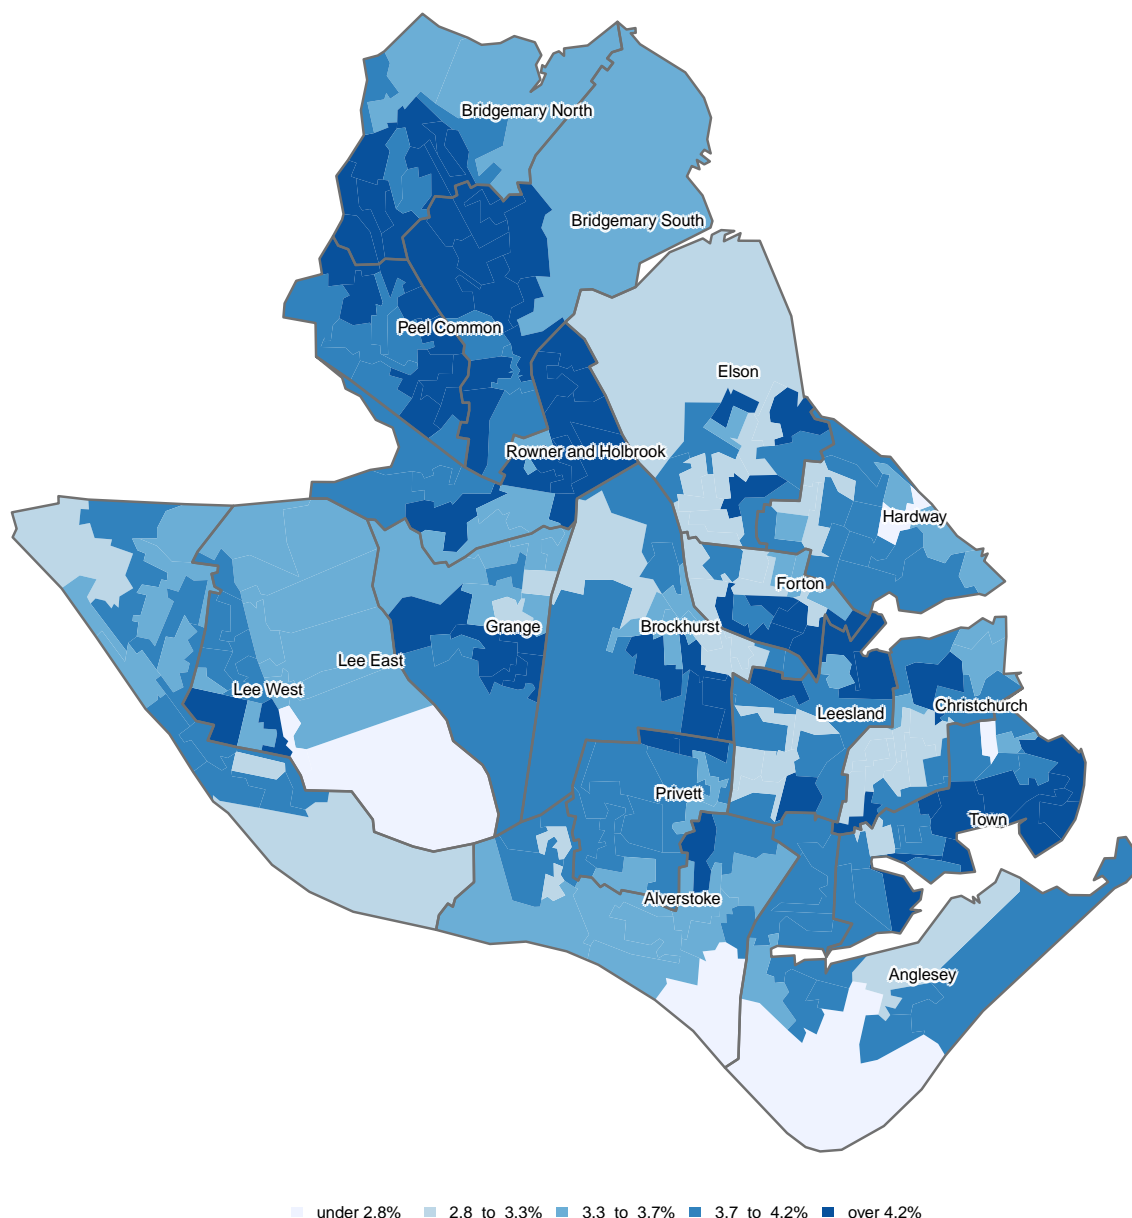 Bridgemary North
Bridgemary South
Peel Common
Elson
Rowner and Holbrook
Hardway
Forton
Grange
Brockhurst
Lee East
Lee West
Christchurch
Leesland
Privett
Town
Alverstoke
Anglesey
under 2.8% 2.8 to 3.3% 3.3 to 3.7% 3.7 to 4.2% over 4.2%